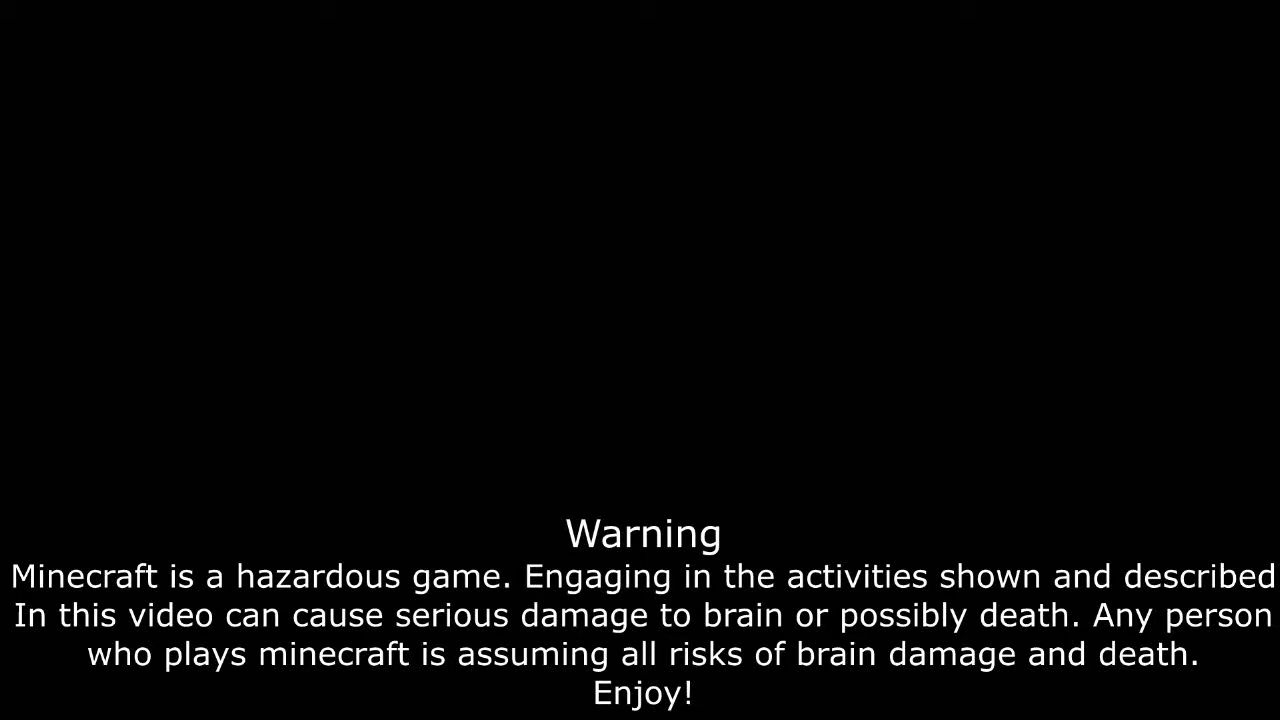 Warning
Minecraft is a hazardous game. Engaging in the activities shown and described
In this video can cause serious damage to brain or possibly death. Any person
who plays minecraft is assuming all risks of brain damage and death.
Enjoy!